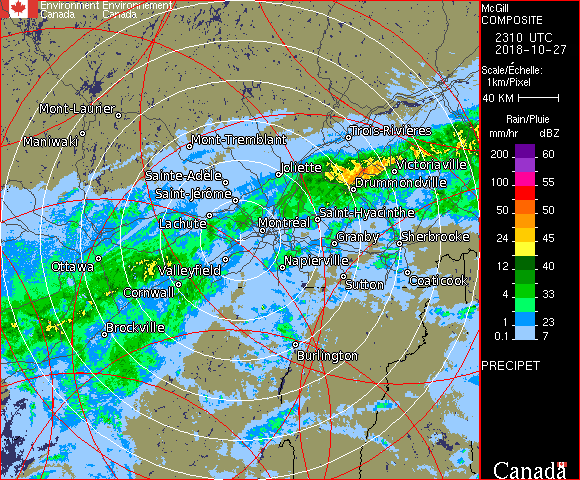 Environment Environnement
Canada Canada
McGill
COMPOSITE
2310 UTC
2018-10-27
Scale/Échelle:
1km/Pixel
40 KM
Rain/Pluie
mm/hr dBZ
200 60
150 55
100 55
50 50
24 45
12 40
4 33
1 23
0.1 7
PRECIPET
Canada
Mont-Laurier
Maniwaki
Mont-Tremblant
Trois-Rivières
Sainte-Adèle
Joliette
Victoriaville
Saint-Jérôme
Drummondville
Lachute
Montréal
Saint-Hyacinthe
Granby
Sherbrooke
Ottawa
Valleyfield
Napierville
Cornwall
Sutton
Coaticook
Brockville
Burlington